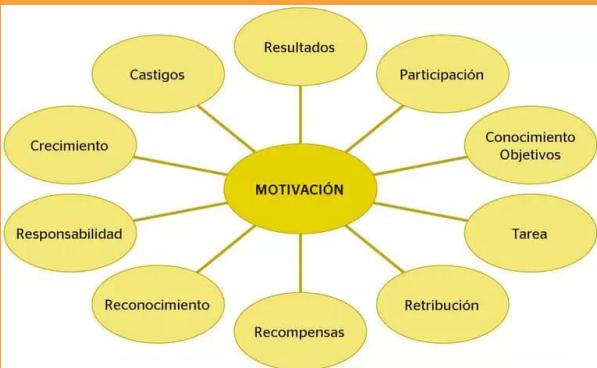 Resultados
Castigos
Participación
Crecimiento
Conocimiento
Objetivos
MOTIVACIÓN
Responsabilidad
Tarea
Reconocimiento
Retribución
Recompensas